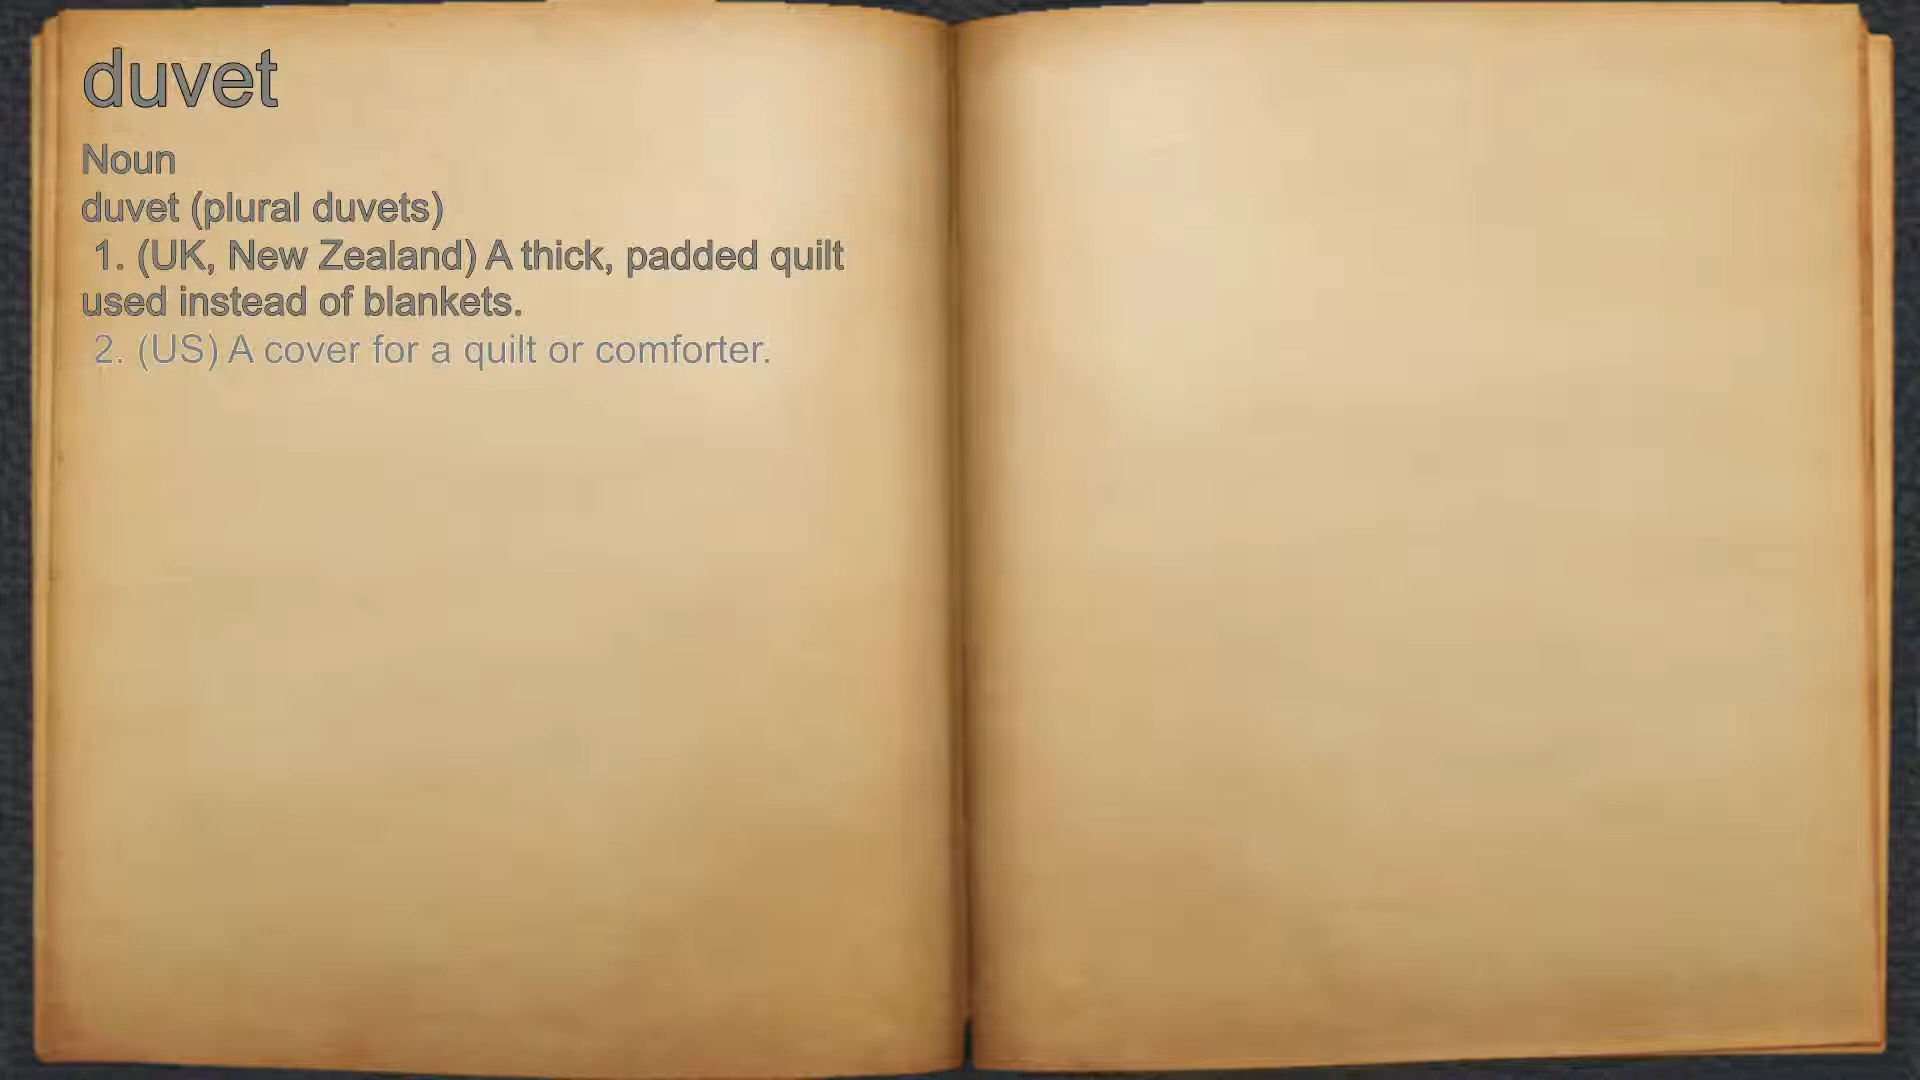 duvet
Noun
duvet (plural duvets)
1. (UK, New Zealand) A thick, padded quilt
used instead of blankets.
2. (US) A cover for a quilt or comforter.